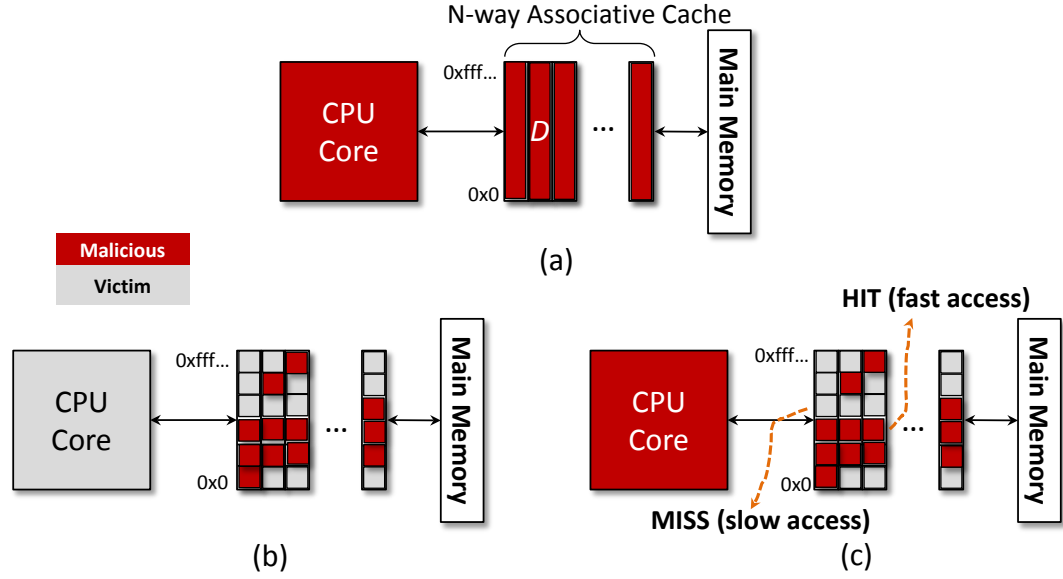 N-way Associative Cache
0xfff...
CPU
Core
D
...
0x0
Main Memory
(a)
Malicious
Victim
0xfff...
CPU
Core
...
0x0
Main Memory
(b)
HIT (fast access)
0xfff...
CPU
Core
...
0x0
Main Memory
MISS (slow access)
(c)